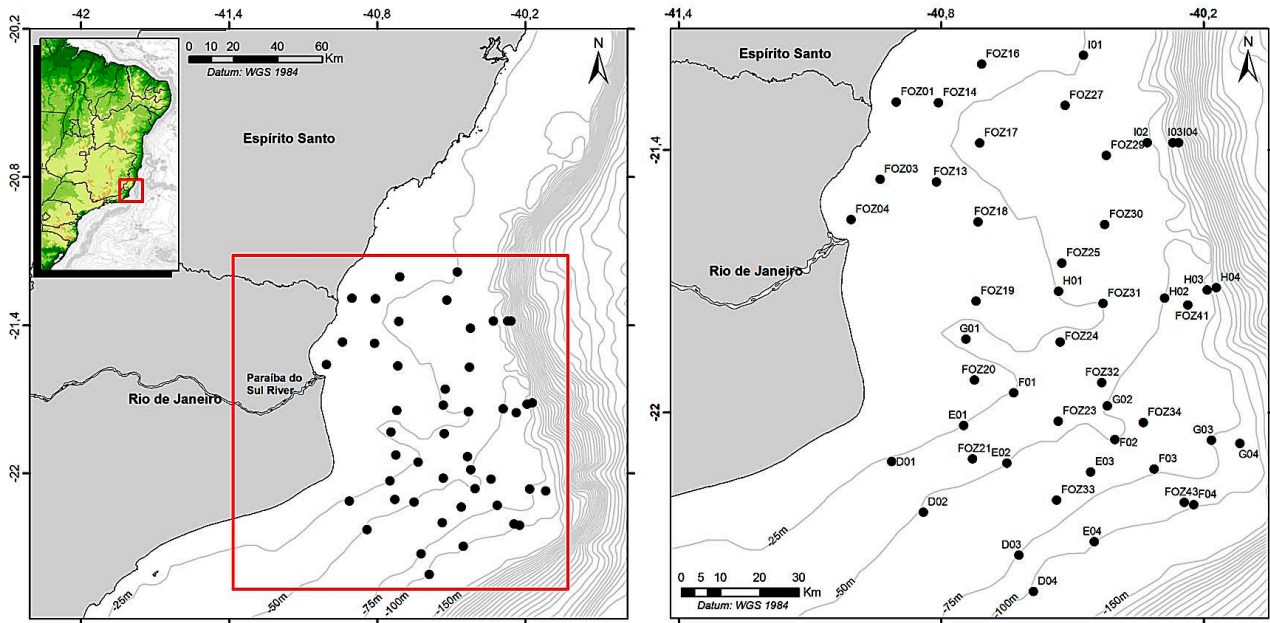 -42
-41,4
-40,8
-40,2
-20,2
-20,8
-21,4
-22
0 10 20 40 60
Km
Datum: WGS 1984
N
Espírito Santo
Paraíba do
Sul River
Rio de Janeiro
-25m
-50m
-75m
-100m
-150m
-41,4
-40,8
-40,2
-21,4
-22
N
Espírito Santo
Rio de Janeiro
I01
FOZ16
FOZ01
FOZ14
FOZ27
FOZ17
I02
I03
I04
FOZ29
FOZ03
FOZ13
FOZ04
FOZ18
FOZ30
FOZ25
H01
H02
H03
H04
FOZ19
FOZ31
FOZ41
G01
FOZ24
FOZ20
F01
FOZ32
G02
E01
FOZ23
FOZ34
F02
G03
G04
D01
FOZ21
E02
E03
F03
D02
FOZ33
FOZ43
F04
D03
E04
D04
-25m
-50m
-75m
-100m
-150m
0 5 10 20 30
Km
Datum: WGS 1984